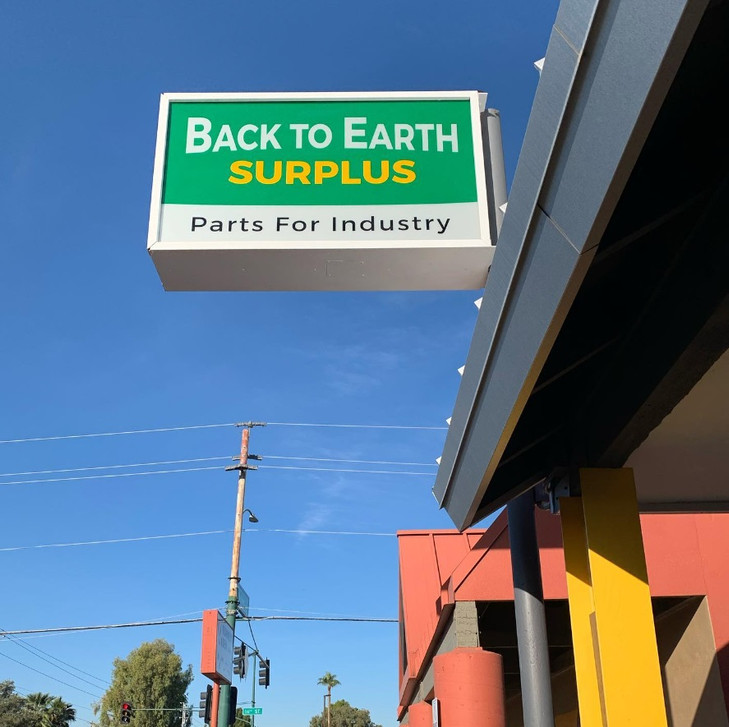 BACK TO EARTH
SURPLUS
Parts For Industry